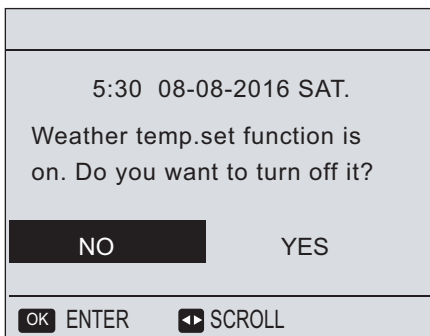 5:30 08-08-2016 SAT.
Weather temp.set function is
on. Do you want to turn off it?
NO YES
OK ENTER SCROLL